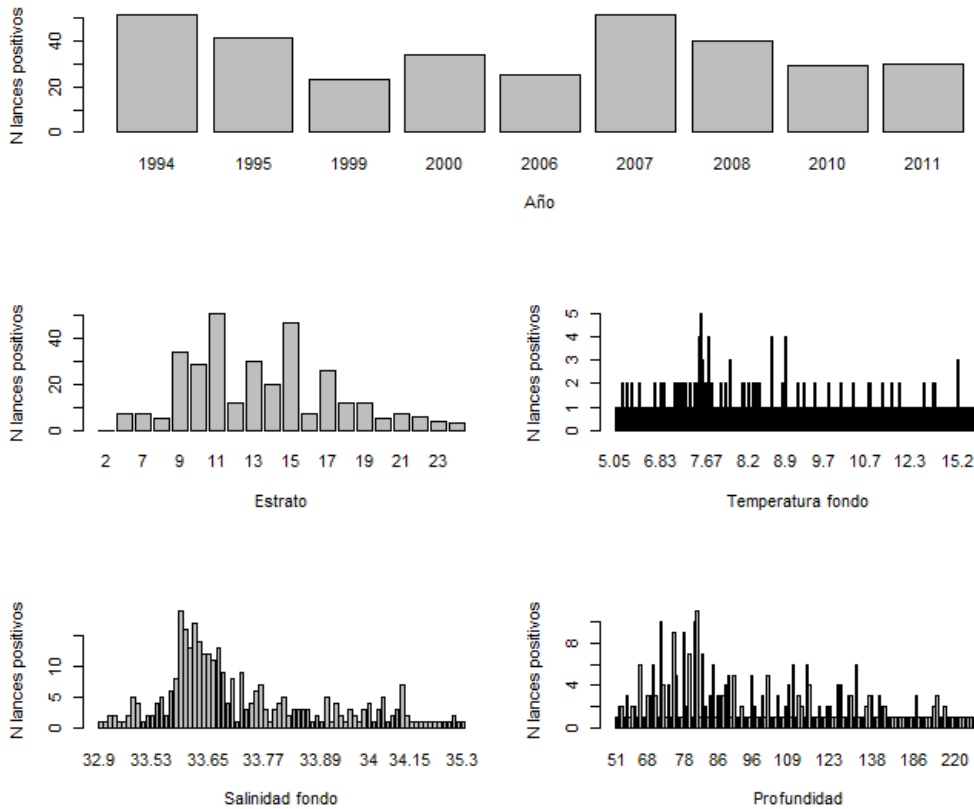 N lances positivos
0 20 40
1994 1995 1999 2000 2006 2007 2008 2010 2011
Año
N lances positivos
0 20 40
2 7 9 11 13 15 17 19 21 23
Estrato
N lances positivos
0 1 2 3 4 5
5.05 6.83 7.67 8.2 8.9 9.7 10.7 12.3 15.2
Temperatura fondo
N lances positivos
0 5 10
32.9 33.53 33.65 33.77 33.89 34 34.15 35.3
Salinidad fondo
N lances positivos
0 4 8
51 68 78 86 96 109 123 138 186 220
Profundidad